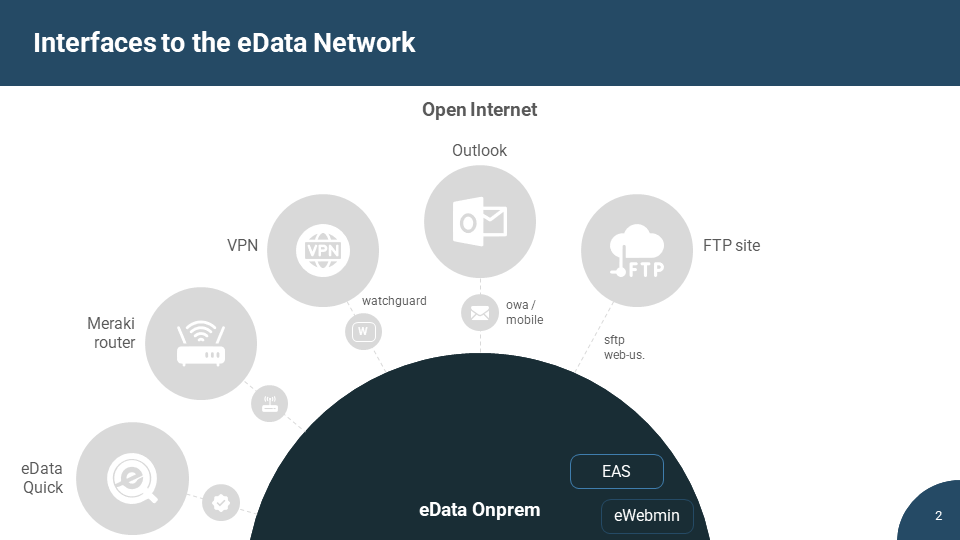 Interfaces to the eData Network
Open Internet
Outlook
VPN
VPN
FTP site
FTP
watchguard
W
owa /
mobile
Meraki
router
sftp
web-us.
eData
Quick
EAS
eData Onprem
eWebmin
2